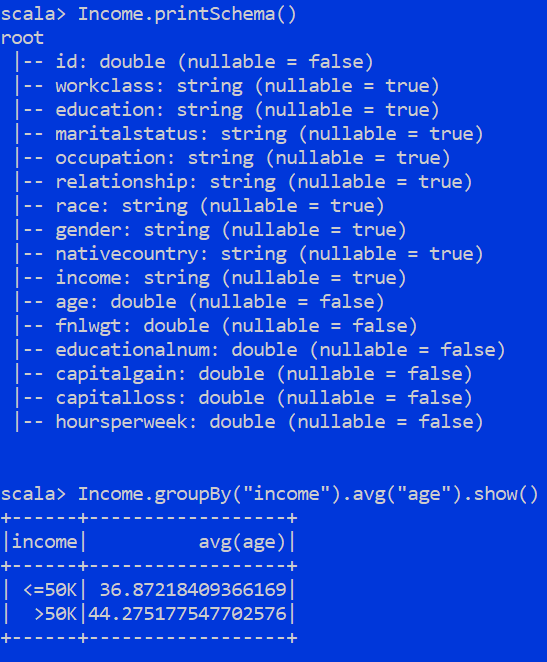 scala> Income.printSchema()
root
 |-- id: double (nullable = false)
 |-- workclass: string (nullable = true)
 |-- education: string (nullable = true)
 |-- maritalstatus: string (nullable = true)
 |-- occupation: string (nullable = true)
 |-- relationship: string (nullable = true)
 |-- race: string (nullable = true)
 |-- gender: string (nullable = true)
 |-- nativecountry: string (nullable = true)
 |-- income: string (nullable = true)
 |-- age: double (nullable = false)
 |-- fnlwgt: double (nullable = false)
 |-- educationalnum: double (nullable = false)
 |-- capitalgain: double (nullable = false)
 |-- capitalloss: double (nullable = false)
 |-- hoursperweek: double (nullable = false)
scala> Income.groupBy("income").avg("age").show()
+------+------------------+
|income|          avg(age)|
+------+------------------+
| <=50K| 36.87218409366169|
|  >50K|44.275177547702576|
+------+------------------+